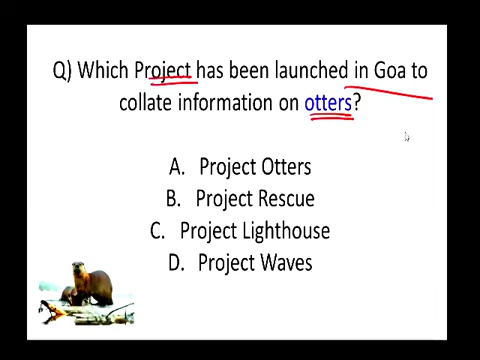 Q) Which Project has been launched in Goa to
collate information on otters?
A. Project Otters
B. Project Rescue
C. Project Lighthouse
D. Project Waves